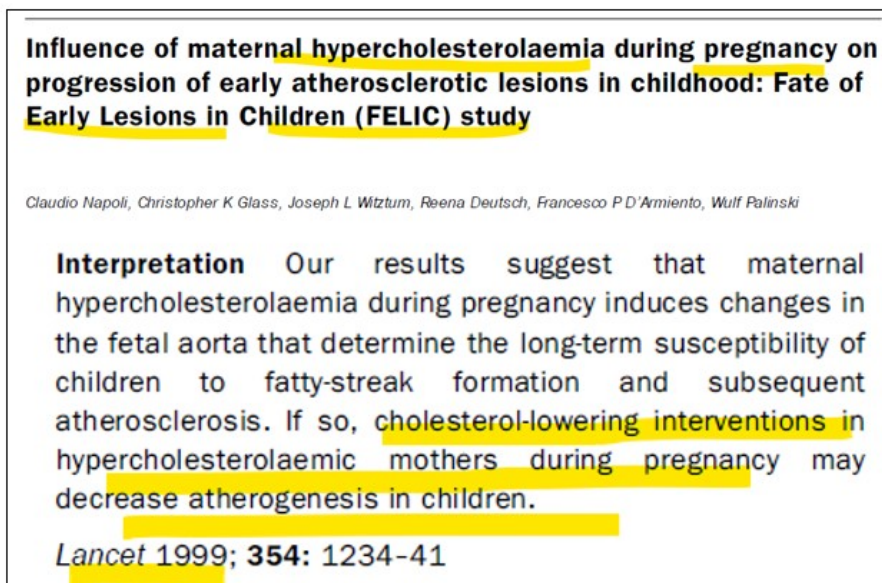 Influence of maternal hypercholesterolaemia during pregnancy on
progression of early atherosclerotic lesions in childhood: Fate of
Early Lesions in Children (FELIC) study
Claudio Napoli, Christopher K Glass, Joseph L Witztum, Reena Deutsch, Francesco P D'Armiento, Wulf Palinski
Interpretation Our results suggest that maternal
hypercholesterolaemia during pregnancy induces changes in
the fetal aorta that determine the long-term susceptibility of
children to fatty-streak formation and subsequent
atherosclerosis. If so, cholesterol-lowering interventions in
hypercholesterolaemic mothers during pregnancy may
decrease atherogenesis in children.
Lancet 1999; 354: 1234–41